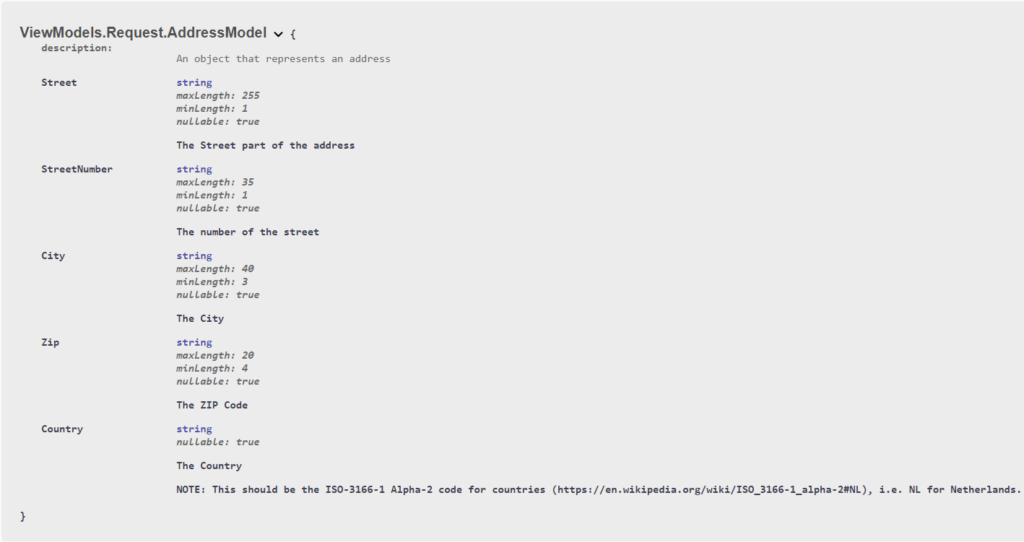 ViewModels.Request.AddressModel {
description:
An object that represents an address
Street string
maxLength: 255
minLength: 1
nullable: true
The Street part of the address
StreetNumber string
maxLength: 35
minLength: 1
nullable: true
The number of the street
City string
maxLength: 40
minLength: 3
nullable: true
The City
Zip string
maxLength: 20
minLength: 4
nullable: true
The ZIP Code
Country string
nullable: true
The Country
NOTE: This should be the ISO-3166-1 Alpha-2 code for countries (https://en.wikipedia.org/wiki/ISO_3166-1_alpha-2#NL), i.e. NL for Netherlands.
}